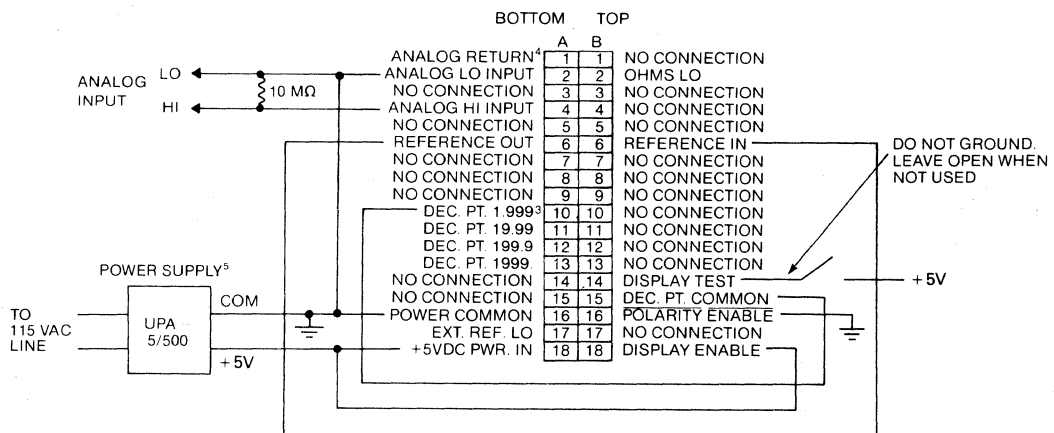 BOTTOM TOP
A B
ANALOG RETURN⁴ 1 1 NO CONNECTION
ANALOG LO INPUT 2 2 OHMS LO
NO CONNECTION 3 3 NO CONNECTION
ANALOG HI INPUT 4 4 NO CONNECTION
NO CONNECTION 5 5 NO CONNECTION
REFERENCE OUT 6 6 REFERENCE IN
NO CONNECTION 7 7 NO CONNECTION
NO CONNECTION 8 8 NO CONNECTION
NO CONNECTION 9 9 NO CONNECTION
DEC. PT. 1.999³ 10 10 NO CONNECTION
DEC. PT. 19.99 11 11 NO CONNECTION
DEC. PT. 199.9 12 12 NO CONNECTION
DEC. PT. 1999. 13 13 NO CONNECTION
NO CONNECTION 14 14 DISPLAY TEST
NO CONNECTION 15 15 DEC. PT. COMMON
POWER COMMON 16 16 POLARITY ENABLE
EXT. REF. LO 17 17 NO CONNECTION
+5VDC PWR. IN 18 18 DISPLAY ENABLE
ANALOG
INPUT
LO
10 MΩ
HI
DO NOT GROUND.
LEAVE OPEN WHEN
NOT USED
+5V
POWER SUPPLY⁵
COM
TO
115 VAC
LINE
UPA
5/500
+5V